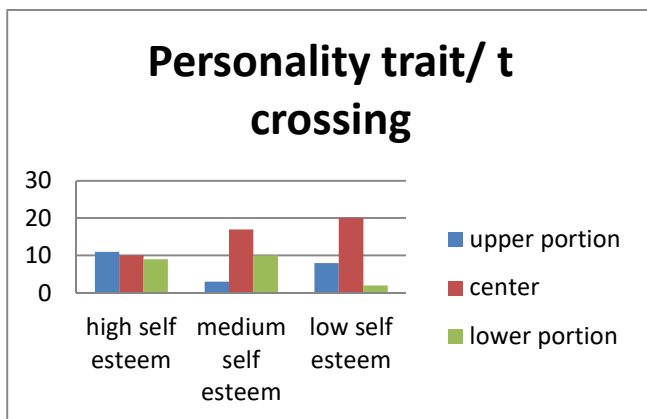 Personality trait/ t
crossing
30
20
10
0
high self
esteem
medium
self
esteem
low self
esteem
upper portion
center
lower portion